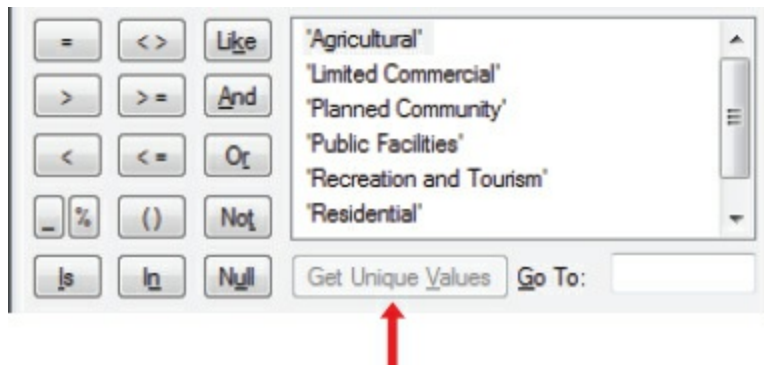 = <> Like 'Agricultural'
'Limited Commercial'
> >= And 'Planned Community'
< <= Or 'Public Facilities'
'Recreation and Tourism'
_ % () Not 'Residential'
Is In Null Get Unique Values Go To: